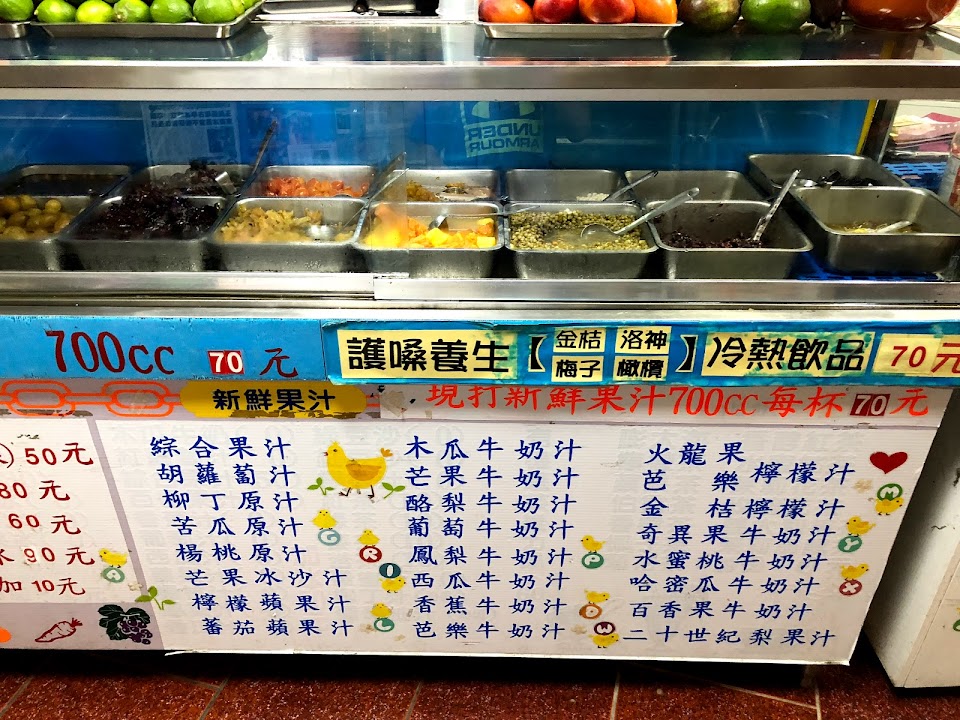 UNDER
ARMOUR
700cc 70 元
護嗓養生【金桔 洛神 梅子 橄欖】冷熱飲品 70元
新鮮果汁
現打新鮮果汁700cc每杯70元
50元
80元
60元
90元
加10元
綜合果汁
胡蘿蔔汁
柳丁原汁
苦瓜原汁
楊桃原汁
芒果冰沙汁
檸檬蘋果汁
蕃茄蘋果汁
木瓜牛奶汁
芒果牛奶汁
酪梨牛奶汁
葡萄牛奶汁
鳳梨牛奶汁
西瓜牛奶汁
香蕉牛奶汁
芭樂牛奶汁
火龍果
芭樂檸檬汁
金桔檸檬汁
奇異果牛奶汁
水蜜桃牛奶汁
哈密瓜牛奶汁
百香果牛奶汁
二十世紀梨果汁